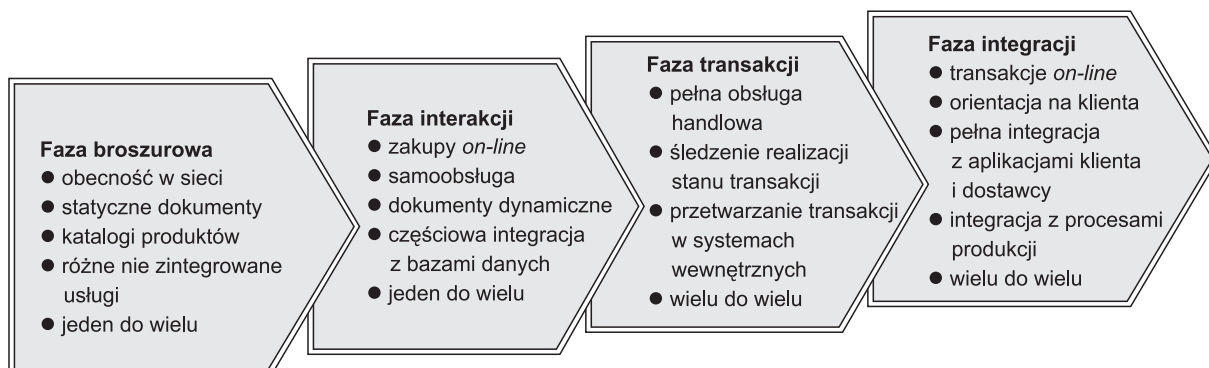 Faza broszurowa
● obecność w sieci
● statyczne dokumenty
● katalogi produktów
● różne nie zintegrowane
usługi
● jeden do wielu
Faza interakcji
● zakupy on-line
● samoobsługa
● dokumenty dynamiczne
● częściowa integracja
z bazami danych
● jeden do wielu
Faza transakcji
● pełna obsługa
handlowa
● śledzenie realizacji
stanu transakcji
● przetwarzanie transakcji
w systemach
wewnętrznych
● wielu do wielu
Faza integracji
● transakcje on-line
● orientacja na klienta
● pełna integracja
z aplikacjami klienta
i dostawcy
● integracja z procesami
produkcji
● wielu do wielu